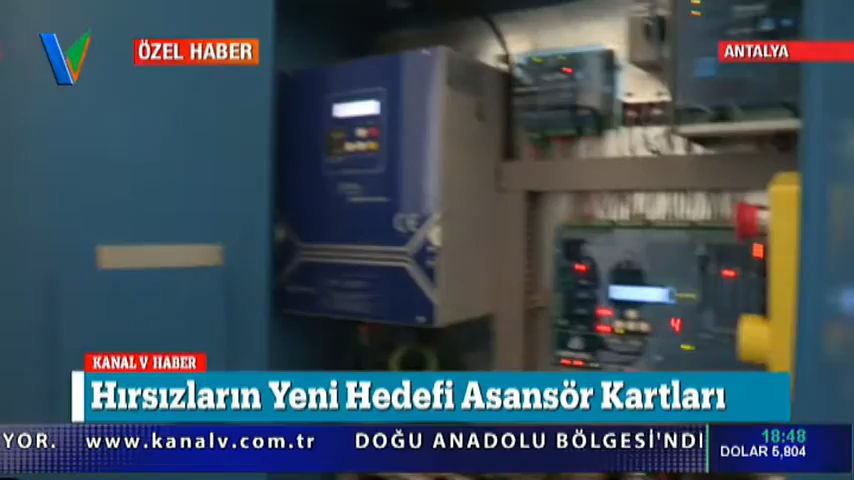 ÖZEL HABER
ANTALYA
CE
4
KANAL V HABER
Hırsızların Yeni Hedefi Asansör Kartları
YOR. www.kanalv.com.tr DOĞU ANADOLU BÖLGESİ'NDI
18:48
DOLAR 5,804